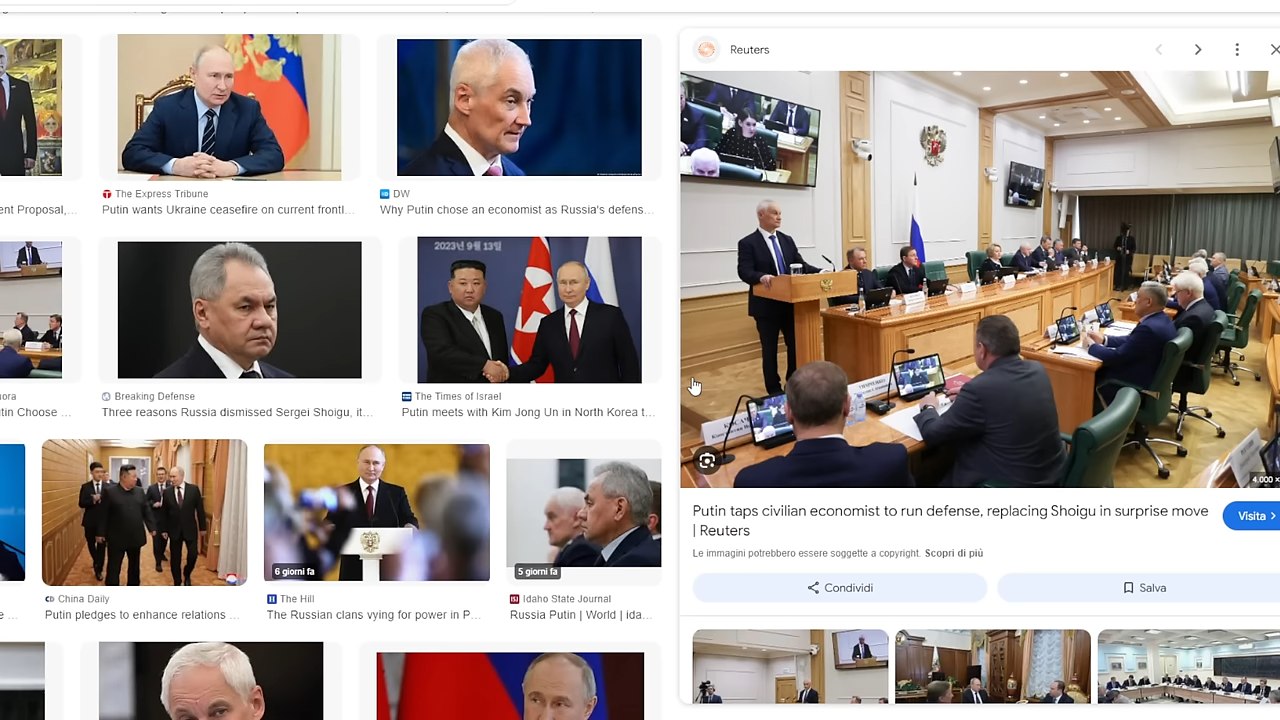 Reuters
The Express Tribune
DW
ent Proposal,...
Putin wants Ukraine ceasefire on current frontl...
Why Putin chose an economist as Russia's defens...
2023년 9월 13일
uora
Breaking Defense
The Times of Israel
tin Choose ...
Three reasons Russia dismissed Sergei Shoigu, it...
Putin meets with Kim Jong Un in North Korea t...
6 giorni fa
5 giorni fa
China Daily
The Hill
Idaho State Journal
e ...
Putin pledges to enhance relations ...
The Russian clans vying for power in P...
Russia Putin | World | ida...
4.000 ×
Putin taps civilian economist to run defense, replacing Shoigu in surprise move
| Reuters
Visita
Le immagini potrebbero essere soggette a copyright. Scopri di più
Condividi
Salva